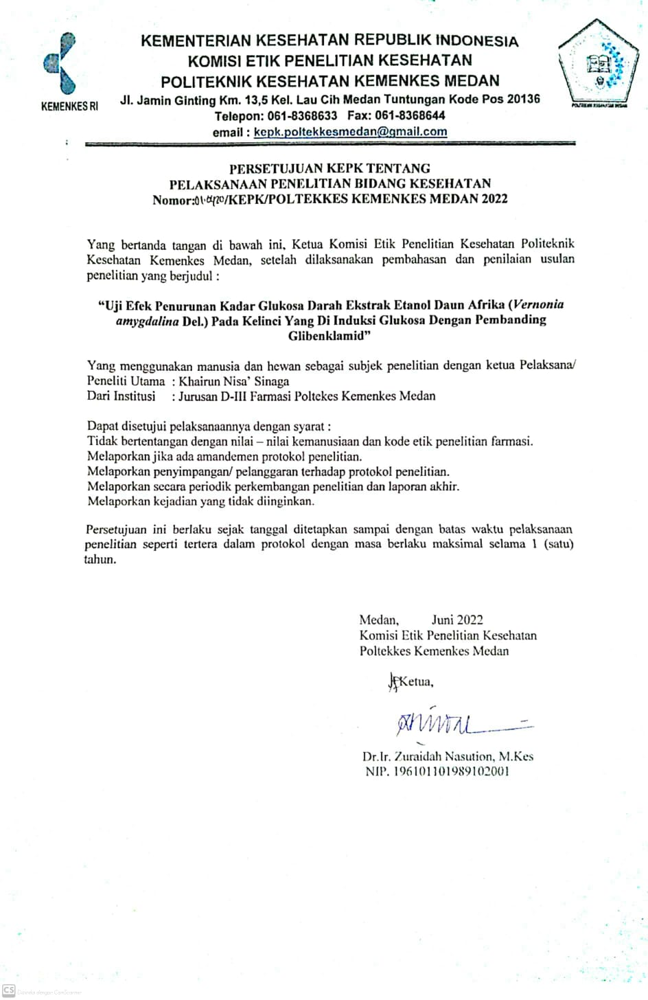 KEMENTERIAN KESEHATAN REPUBLIK INDONESIA
KOMISI ETIK PENELITIAN KESEHATAN
POLITEKNIK KESEHATAN KEMENKES MEDAN
Jl. Jamin Ginting Km. 13,5 Kel. Lau Cih Medan Tuntungan Kode Pos 20136
Telepon: 061-8368633 Fax: 061-8368644
email : kepk.poltekkesmedan@gmail.com
KEMENKES RI
POLITEKNIK KESEHATAN MEDAN
PERSETUJUAN KEPK TENTANG
PELAKSANAAN PENELITIAN BIDANG KESEHATAN
Nomor: /KEPK/POLTEKKES KEMENKES MEDAN 2022
Yang bertanda tangan di bawah ini, Ketua Komisi Etik Penelitian Kesehatan Politeknik
Kesehatan Kemenkes Medan, setelah dilaksanakan pembahasan dan penilaian usulan
penelitian yang berjudul :
“Uji Efek Penurunan Kadar Glukosa Darah Ekstrak Etanol Daun Afrika (Vernonia
amygdalina Del.) Pada Kelinci Yang Di Induksi Glukosa Dengan Pembanding
Glibenklamid”
Yang menggunakan manusia dan hewan sebagai subjek penelitian dengan ketua Pelaksana/
Peneliti Utama : Khairun Nisa’ Sinaga
Dari Institusi : Jurusan D-III Farmasi Poltekes Kemenkes Medan
Dapat disetujui pelaksanaannya dengan syarat :
Tidak bertentangan dengan nilai – nilai kemanusiaan dan kode etik penelitian farmasi.
Melaporkan jika ada amandemen protokol penelitian.
Melaporkan penyimpangan/ pelanggaran terhadap protokol penelitian.
Melaporkan secara periodik perkembangan penelitian dan laporan akhir.
Melaporkan kejadian yang tidak diinginkan.
Persetujuan ini berlaku sejak tanggal ditetapkan sampai dengan batas waktu pelaksanaan
penelitian seperti tertera dalam protokol dengan masa berlaku maksimal selama 1 (satu)
tahun.
Medan, Juni 2022
Komisi Etik Penelitian Kesehatan
Poltekkes Kemenkes Medan
Ketua,
Dr.Ir. Zuraidah Nasution, M.Kes
NIP. 196101101989102001
CS Dipindai dengan CamScanner